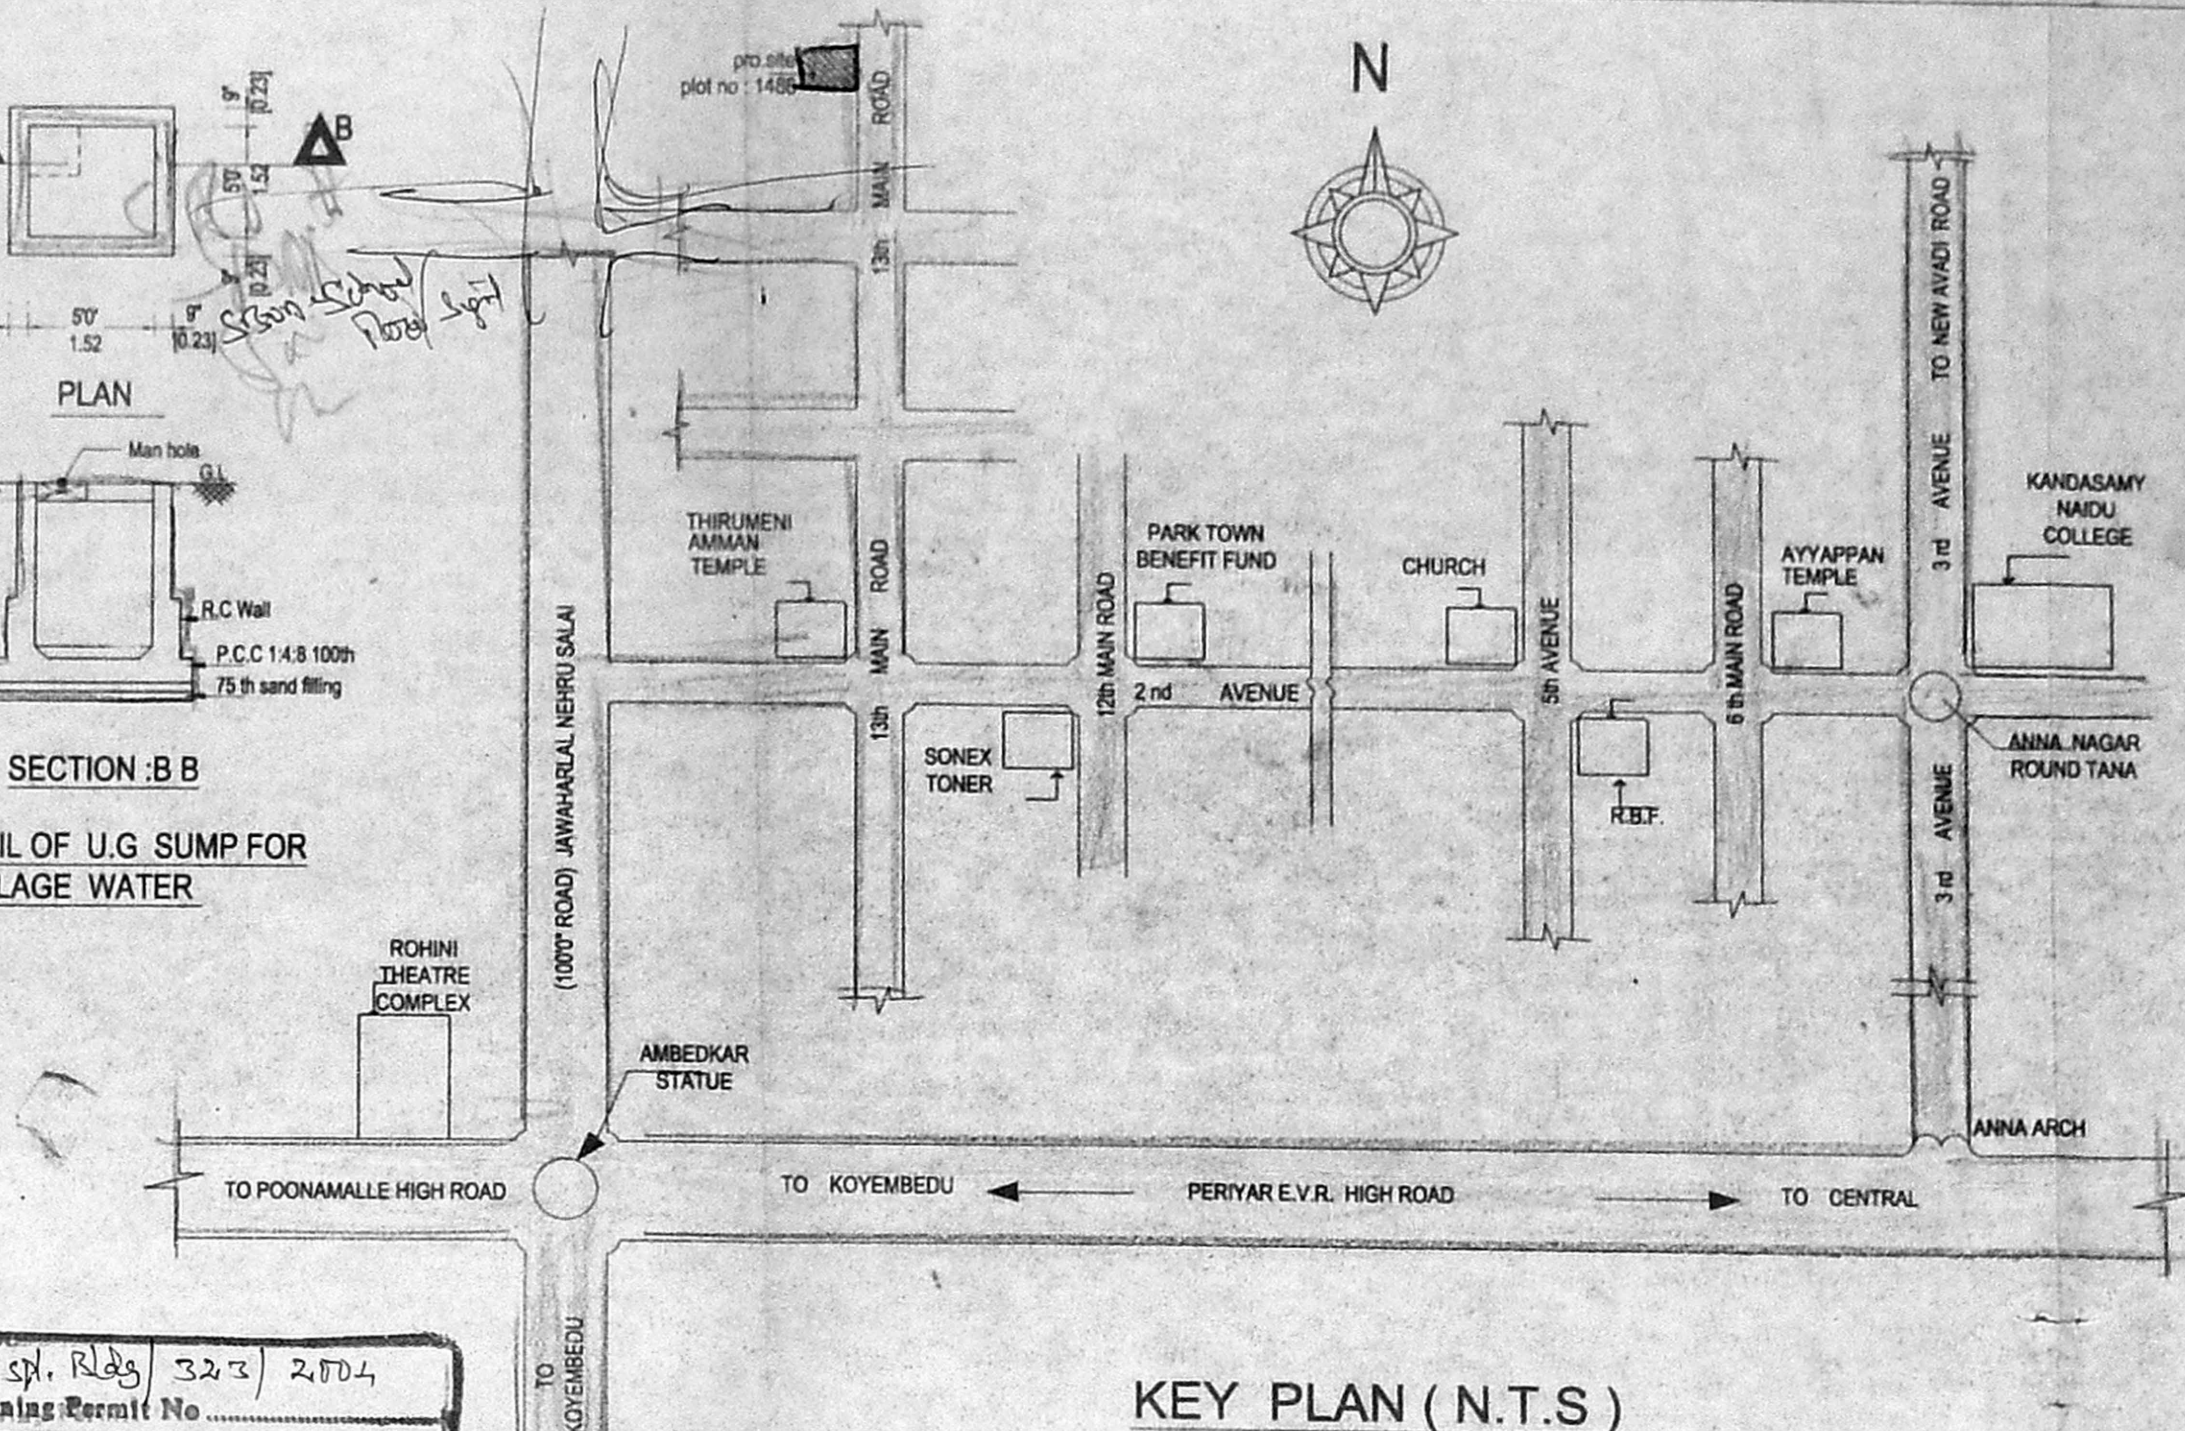 pro.site
plot no : 1486
N
9"
[0.23]
5'0'
1.52
9"
[0.23]
B
5'0'
1.52
9"
[0.23]
PLAN
Man hole
G.L
R.C Wall
P.C.C 1:4:8 100th
75 th sand filling
SECTION :B B
IL OF U.G SUMP FOR
LAGE WATER
13th MAIN ROAD
THIRUMENI
AMMAN
TEMPLE
13th MAIN ROAD
(100'0" ROAD) JAWAHARLAL NEHRU SALAI
12th MAIN ROAD
PARK TOWN
BENEFIT FUND
2 nd AVENUE
SONEX
TONER
CHURCH
5th AVENUE
R.B.F.
6 th MAIN ROAD
AYYAPPAN
TEMPLE
3 rd AVENUE TO NEW AVADI ROAD
KANDASAMY
NAIDU
COLLEGE
ANNA NAGAR
ROUND TANA
3 rd AVENUE
ANNA ARCH
ROHINI
THEATRE
COMPLEX
AMBEDKAR
STATUE
TO POONAMALLE HIGH ROAD
TO KOYEMBEDU
PERIYAR E.V.R. HIGH ROAD
TO CENTRAL
TO
KOYEMBEDU
spl. Bldg/ 323/ 2004
ning Permit No
KEY PLAN ( N.T.S )